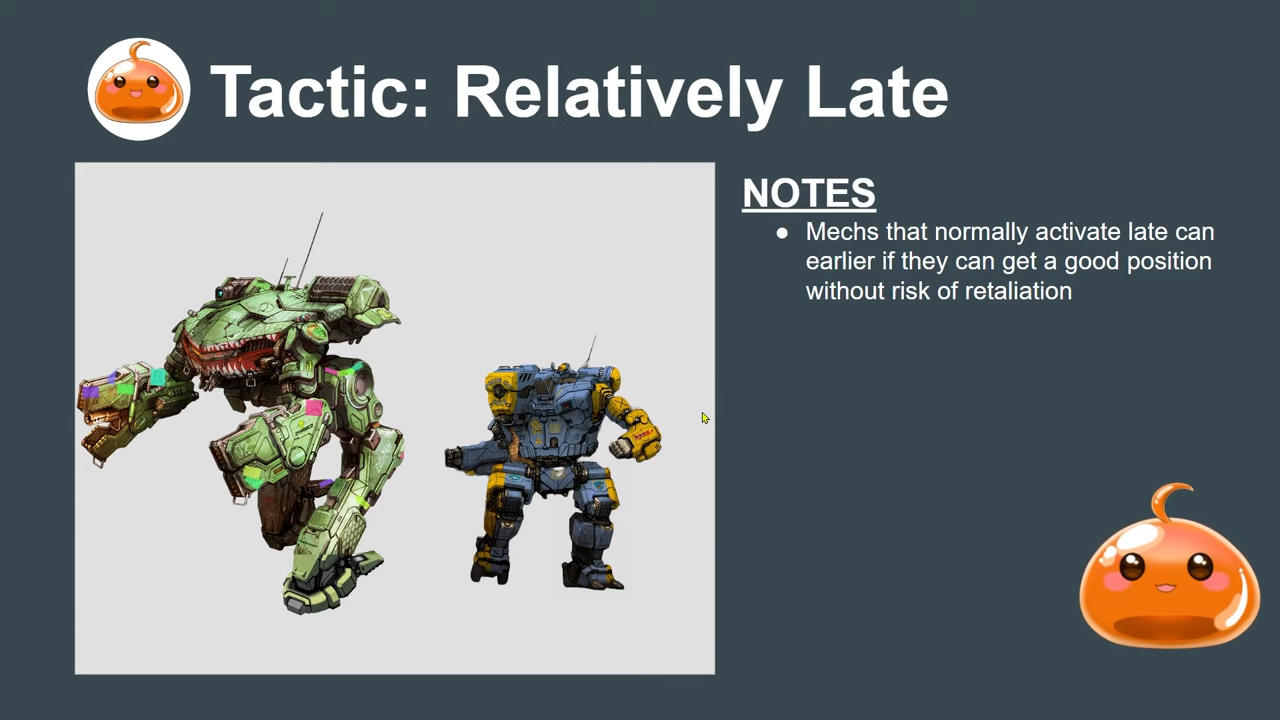 Tactic: Relatively Late
NOTES
● Mechs that normally activate late can
earlier if they can get a good position
without risk of retaliation